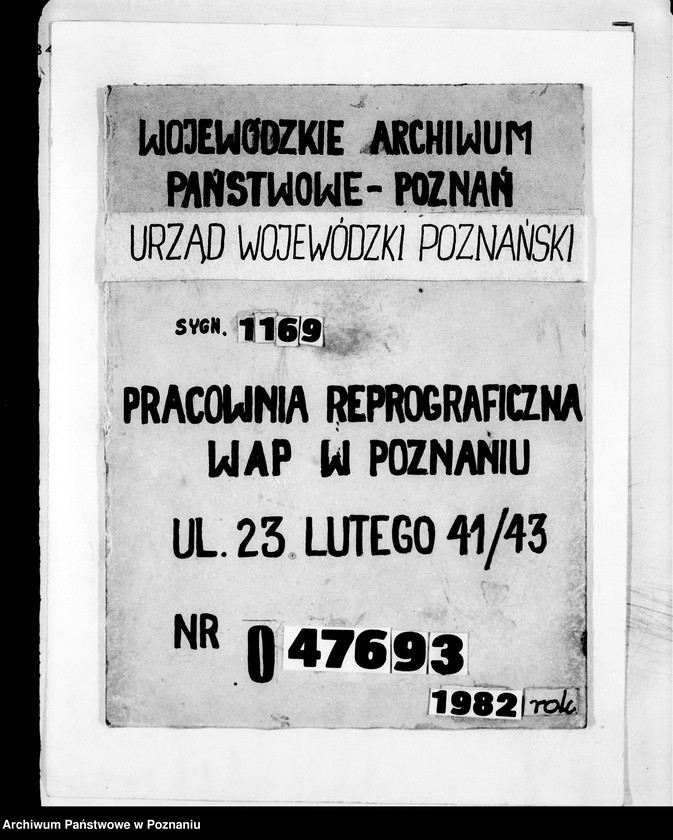 WOJEWÓDZKIE ARCHIWUM
PAŃSTWOWE - POZNAŃ
URZĄD WOJEWÓDZKI POZNAŃSKI
SYGN. 1169
PRACOWNIA REPROGRAFICZNA
WAP W POZNANIU
UL. 23 LUTEGO 41/43
NR 0 47693
1982 rok
Archiwum Państwowe w Poznaniu